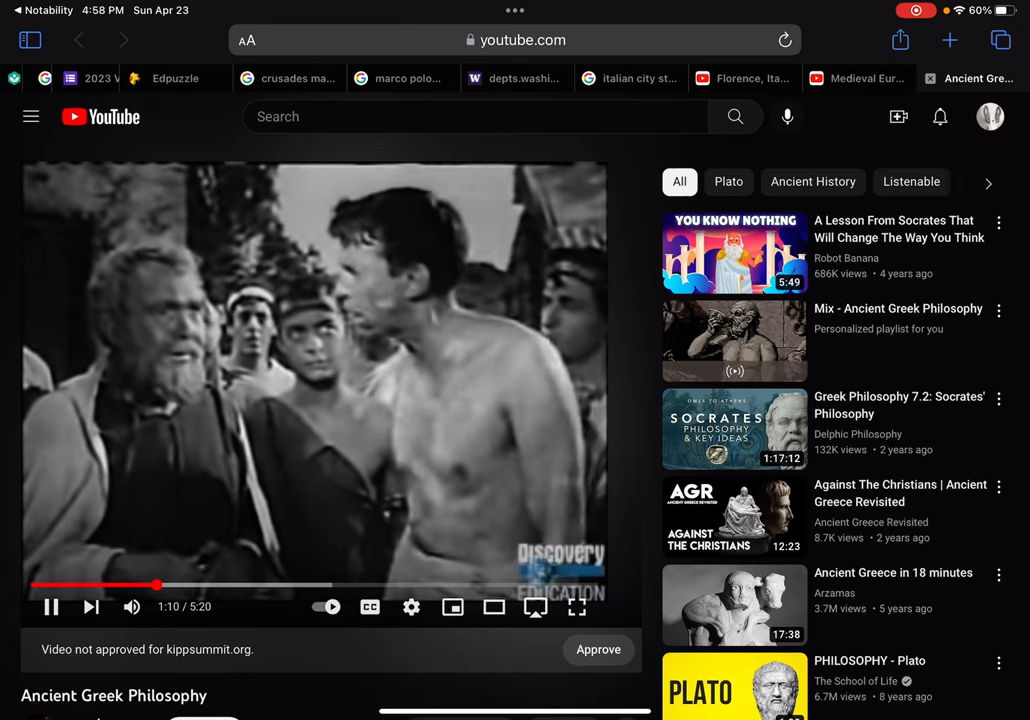 Notability 4:58 PM Sun Apr 23 60%
AA youtube.com
2023 V Edpuzzle crusades ma... marco polo... depts.washi... italian city st... Florence, Ita... Medieval Eur... Ancient Gre...
YouTube Search
All Plato Ancient History Listenable
YOU KNOW NOTHING
5:49
A Lesson From Socrates That
Will Change The Way You Think
Robot Banana
686K views • 4 years ago
Mix - Ancient Greek Philosophy
Personalized playlist for you
OWLS TO ATHENS
SOCRATES
PHILOSOPHY
& KEY IDEAS
1:17:12
Greek Philosophy 7.2: Socrates'
Philosophy
Delphic Philosophy
132K views • 2 years ago
AGR
AGAINST
THE CHRISTIANS
12:23
Against The Christians | Ancient
Greece Revisited
Ancient Greece Revisited
8.7K views • 2 years ago
17:38
Ancient Greece in 18 minutes
Arzamas
3.7M views • 5 years ago
PLATO
PHILOSOPHY - Plato
The School of Life
6.7M views • 8 years ago
Discovery
EDUCATION
1:10 / 5:20
CC
Video not approved for kippsummit.org.
Approve
Ancient Greek Philosophy